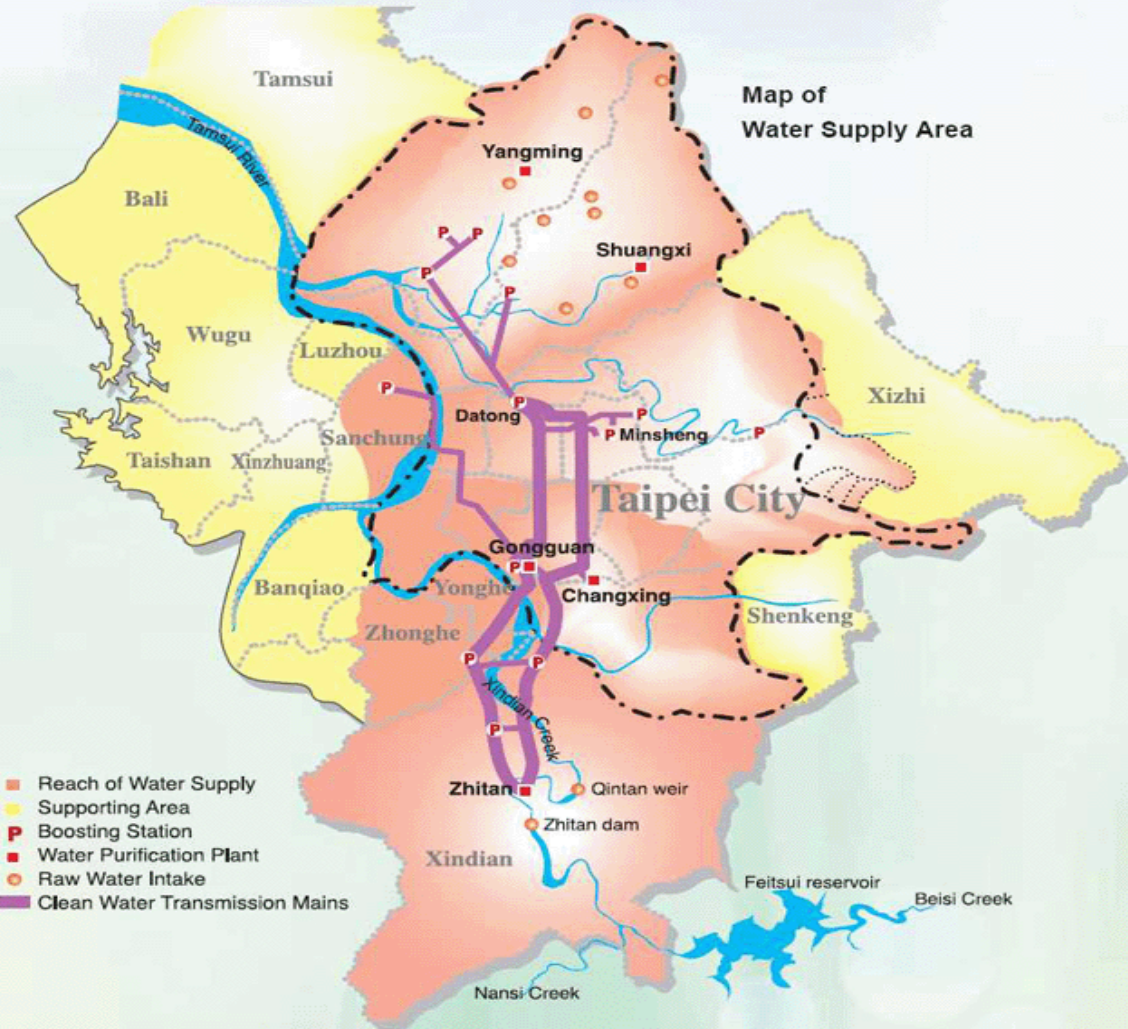 Map of
Water Supply Area
Tamsui
Tamsui River
Bali
Yangming
P
P
Shuangxi
P
P
Wugu
Luzhou
P
Xizhi
P
Datong
P
P
Minsheng
P
Sanchung
Taishan
Xinzhuang
Taipei City
Gongguan
P
Banqiao
Yonghe
Changxing
Shenkeng
Zhonghe
P
P
Xindian Creek
P
Zhitan
Qintan weir
Zhitan dam
Xindian
Feitsui reservoir
Beisi Creek
Nansi Creek
Reach of Water Supply
Supporting Area
P Boosting Station
Water Purification Plant
Raw Water Intake
Clean Water Transmission Mains